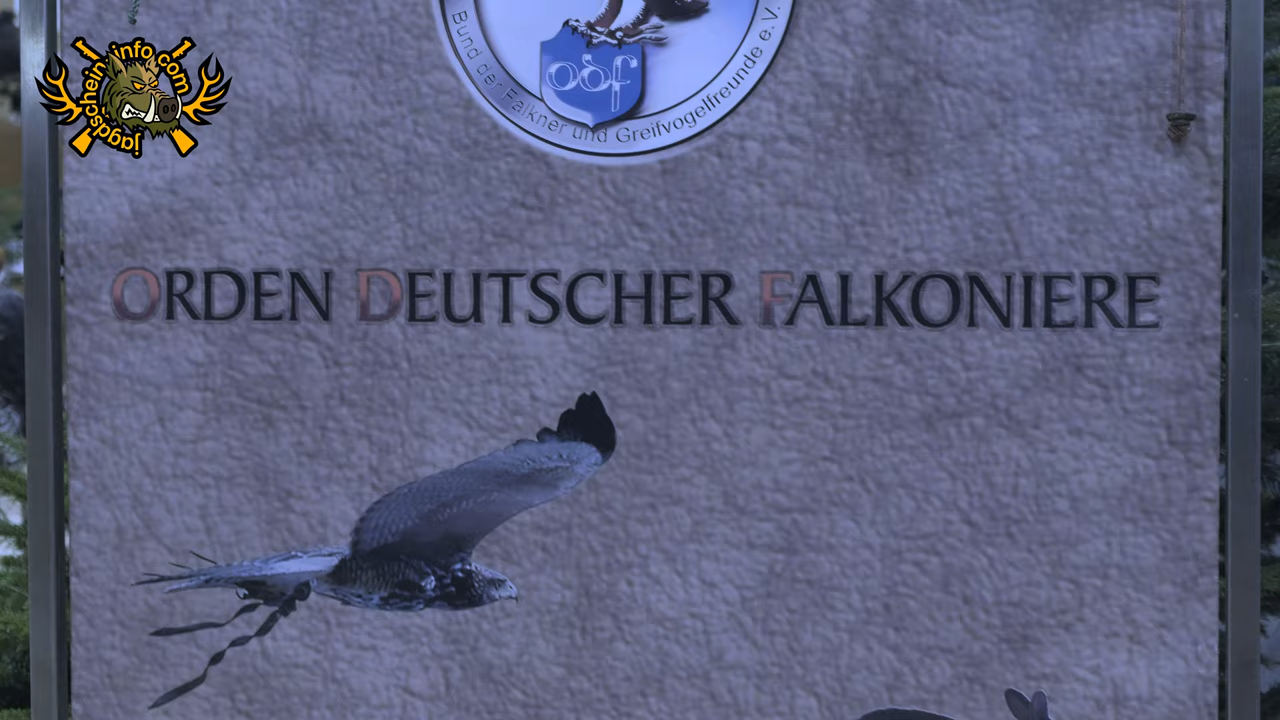 jagdschein-info.com
odf
Bund der Falkner und Greifvogelfreunde e.V.
ORDEN DEUTSCHER FALKONIERE